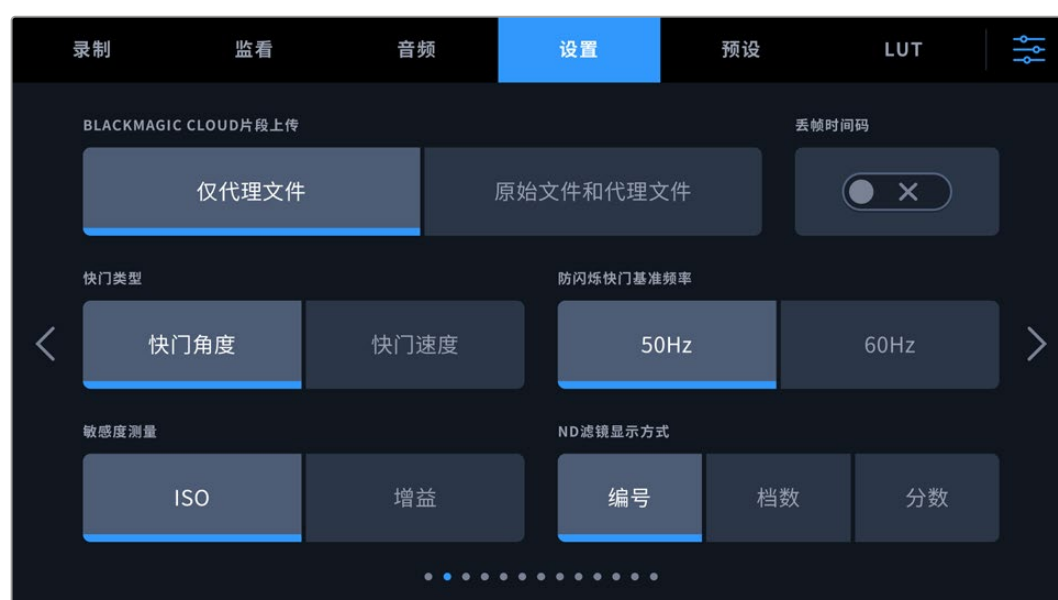 录制 监看 音频 设置 预设 LUT
BLACKMAGIC CLOUD片段上传 丢帧时间码
仅代理文件 原始文件和代理文件
快门类型 防闪烁快门基准频率
快门角度 快门速度 50Hz 60Hz
敏感度测量 ND滤镜显示方式
ISO 增益 编号 档数 分数